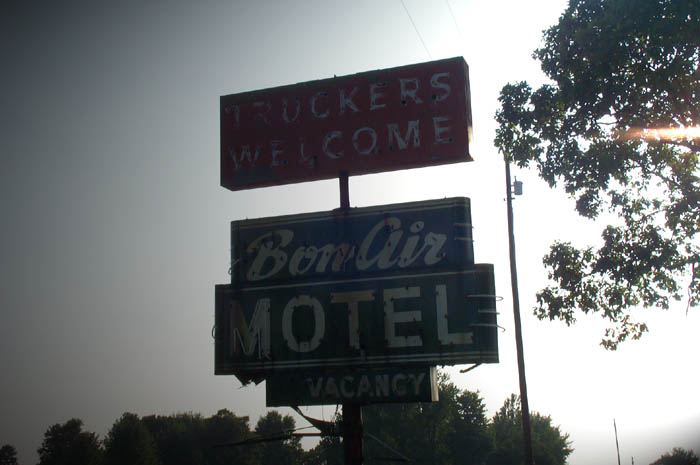 TRUCKERS
WELCOME
Bon Air
MOTEL
VACANCY